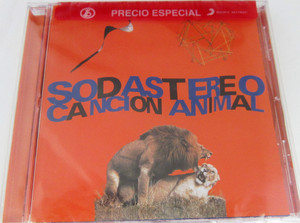 PRECIO ESPECIAL
SODA STEREO
CANCION ANIMAL